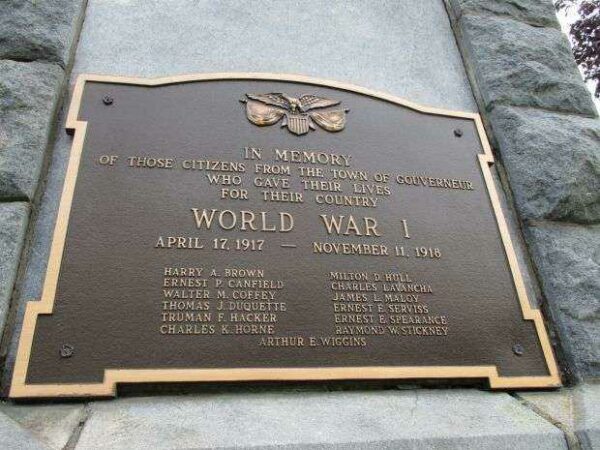 IN MEMORY
OF THOSE CITIZENS FROM THE TOWN OF GOUVERNEUR
WHO GAVE THEIR LIVES
FOR THEIR COUNTRY
WORLD WAR I
APRIL 17, 1917 — NOVEMBER 11, 1918
HARRY A. BROWN
ERNEST P. CANFIELD
WALTER M. COFFEY
THOMAS J. DUQUETTE
TRUMAN F. HACKER
CHARLES K. HORNE
MILTON D. HULL
CHARLES LAVANCHA
JAMES L. MALOY
ERNEST E. SERVISS
ERNEST E. SPEARANCE
RAYMOND W. STICKNEY
ARTHUR E. WIGGINS